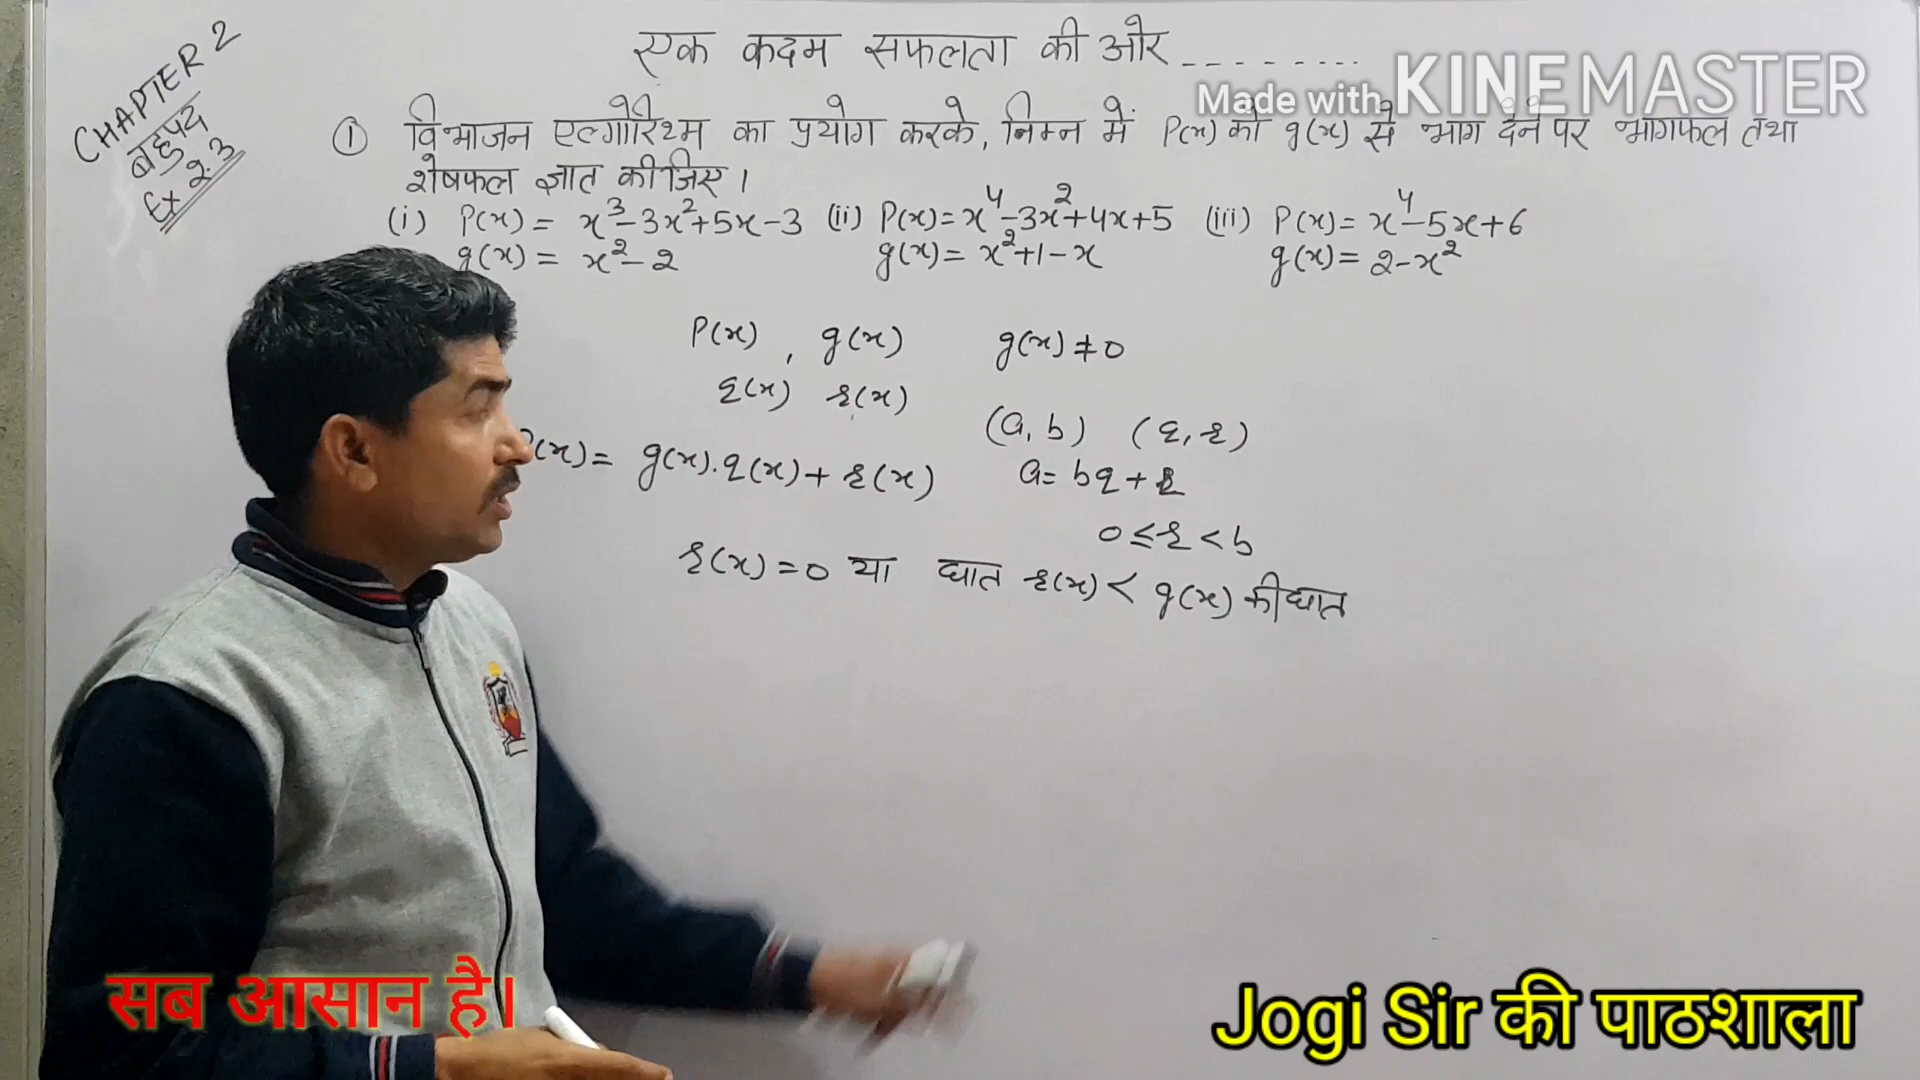 एक कदम सफलता की ओर - - - - - - - - -
Made with KINEMASTER
CHAPTER 2
बहुपद
Ex 2.3
① विभाजन एल्गोरिथ्म का प्रयोग करके, निम्न में P(x) को g(x) से भाग देने पर भागफल तथा
शेषफल ज्ञात कीजिए।
(i) P(x) = x³-3x²+5x-3 (ii) P(x)=x⁴-3x²+4x+5 (iii) P(x)=x⁴-5x+6
g(x) = x²-2 g(x)=x²+1-x g(x)=2-x²
P(x) , g(x) g(x)≠0
q(x) r(x)
(a, b) (q, r)
(x)= g(x).q(x)+r(x) a= bq+r
0≤r<b
r(x)=0 या घात r(x)< g(x) की घात
सब आसान है।
Jogi Sir की पाठशाला